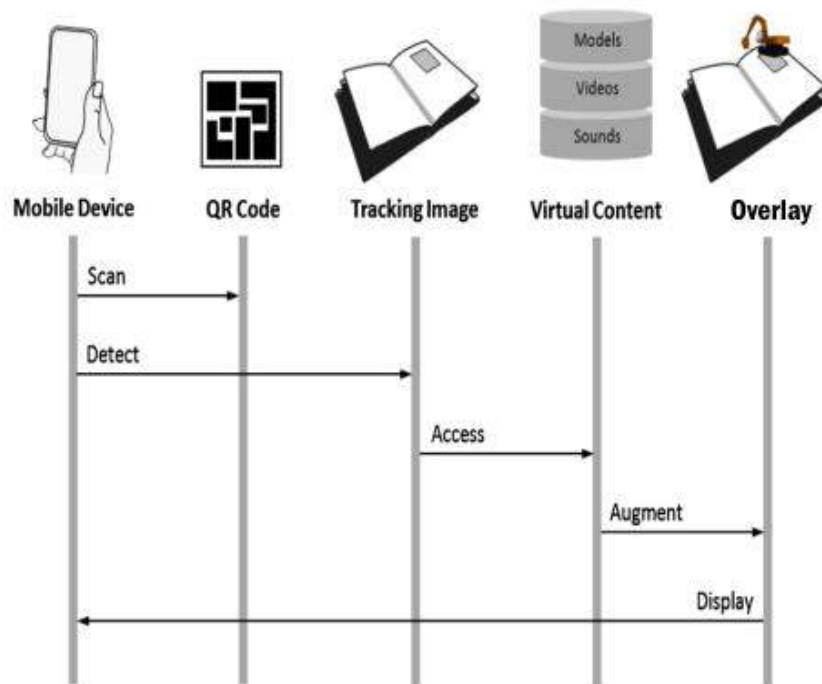 Models
Videos
Sounds
Mobile Device QR Code Tracking Image Virtual Content Overlay
Scan
Detect
Access
Augment
Display